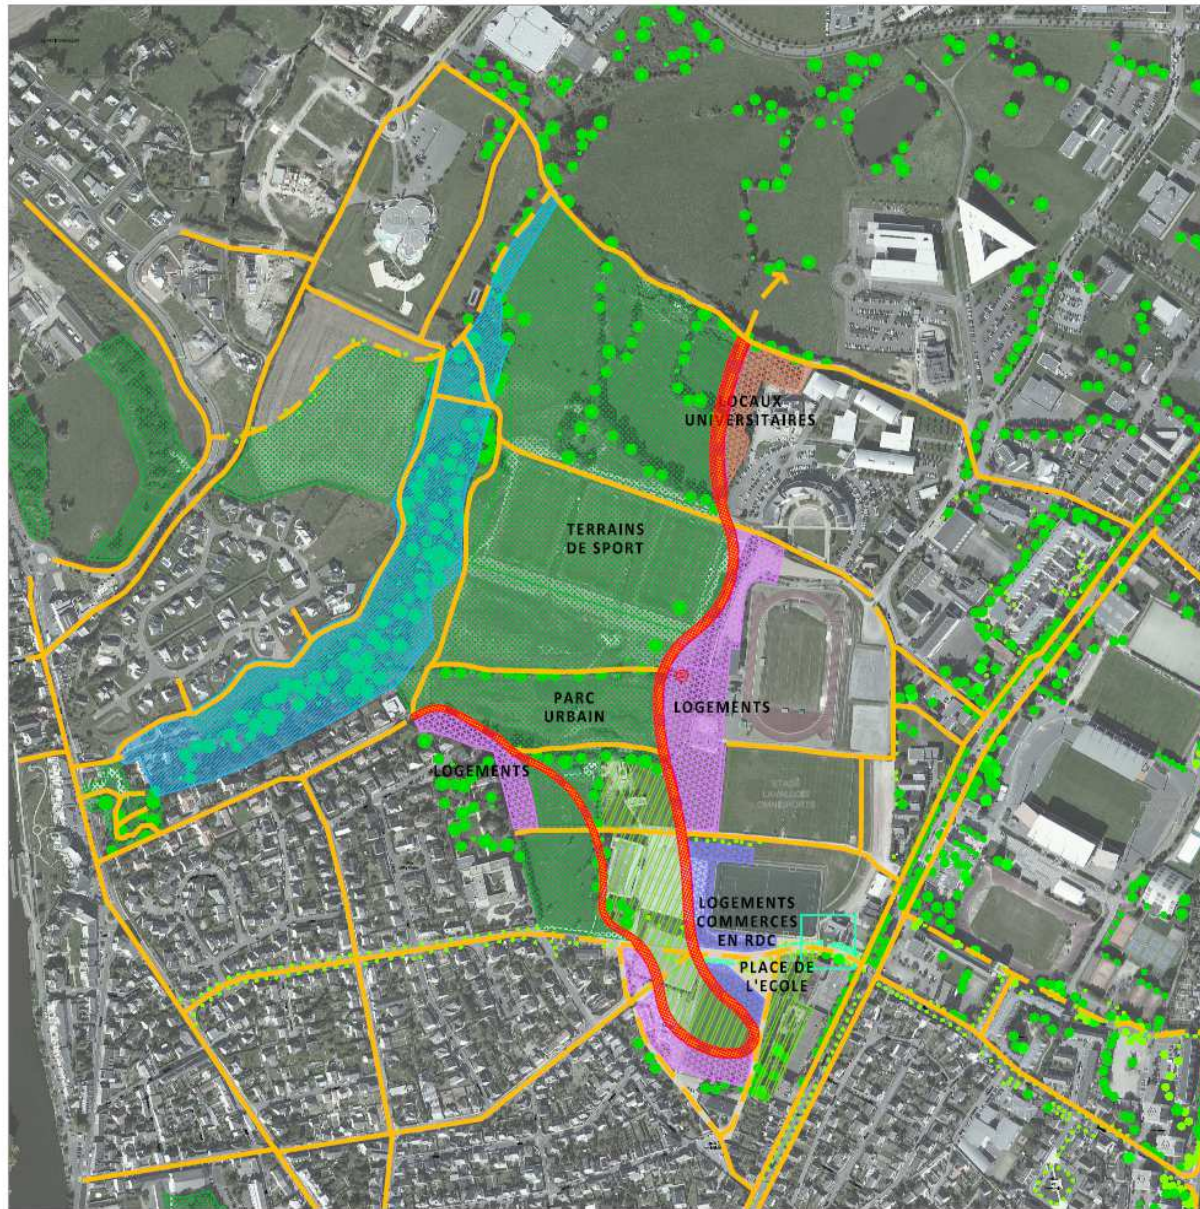 LOCAUX
UNIVERSITAIRES
TERRAINS
DE SPORT
PARC
URBAIN
LOGEMENTS
LOGEMENTS
LOGEMENTS
COMMERCES
EN RDC
PLACE DE
L'ECOLE